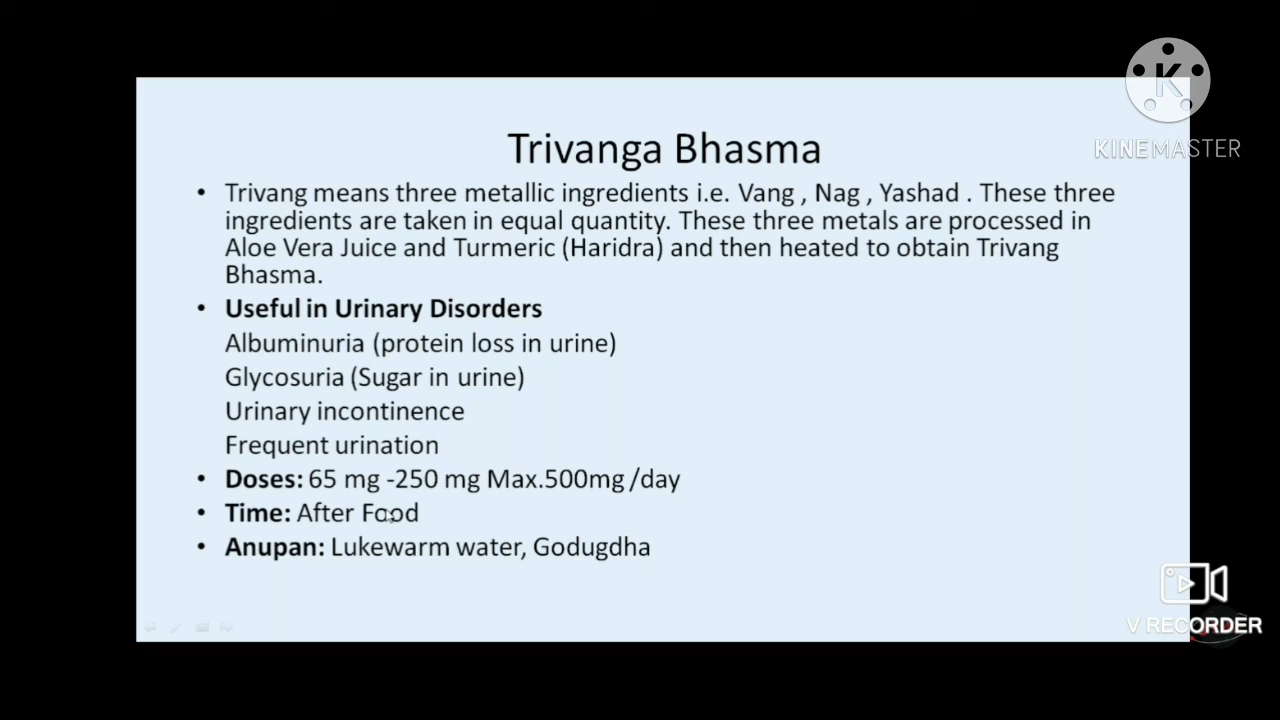 K
KINEMASTER
Trivanga Bhasma
• Trivang means three metallic ingredients i.e. Vang , Nag , Yashad . These three
ingredients are taken in equal quantity. These three metals are processed in
Aloe Vera Juice and Turmeric (Haridra) and then heated to obtain Trivang
Bhasma.
• Useful in Urinary Disorders
Albuminuria (protein loss in urine)
Glycosuria (Sugar in urine)
Urinary incontinence
Frequent urination
• Doses: 65 mg -250 mg Max.500mg /day
• Time: After Food
• Anupan: Lukewarm water, Godugdha
V RECORDER